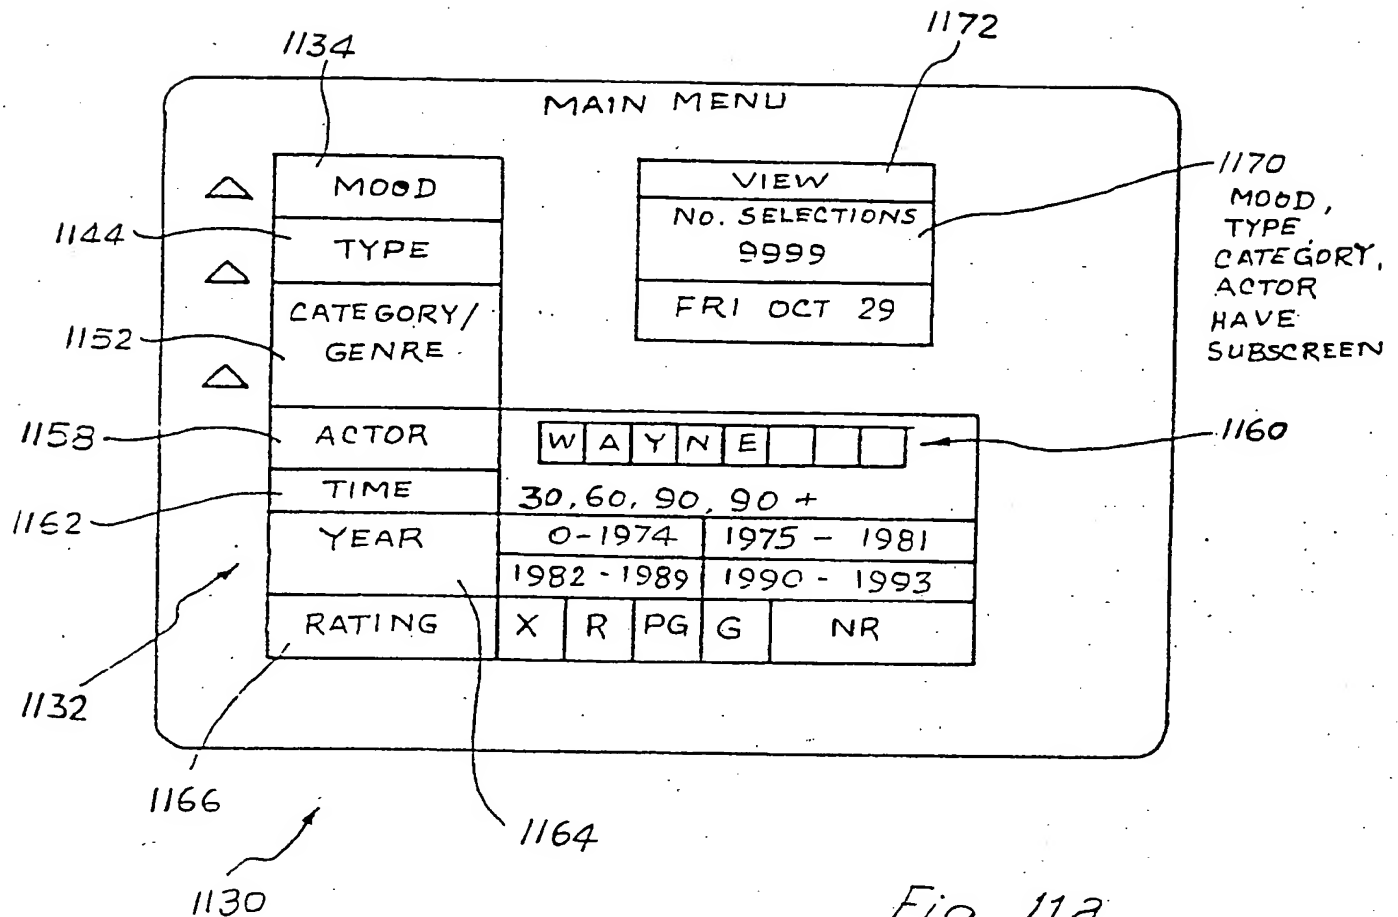 1172
1134
MAIN MENU
MOOD
VIEW
1170
NO. SELECTIONS
9999
FRI OCT 29
MOOD,
TYPE
CATEGORY,
ACTOR
HAVE
SUBSCREEN
1144
TYPE
CATEGORY/
GENRE
1152
1158
ACTOR
WAYNE
1160
TIME
30, 60, 90, 90 +
1162
YEAR
0-1974
1975 - 1981
1982 - 1989
1990 - 1993
RATING
X R PG G NR
1132
1166
1164
1130
Fig. 11a